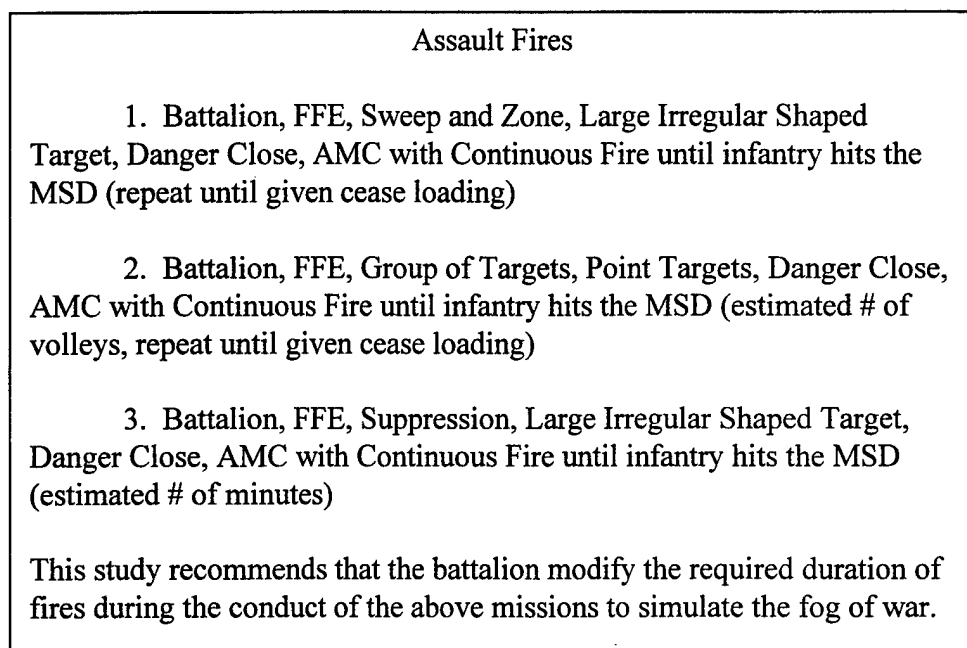 Assault Fires
1. Battalion, FFE, Sweep and Zone, Large Irregular Shaped
Target, Danger Close, AMC with Continuous Fire until infantry hits the
MSD (repeat until given cease loading)
2. Battalion, FFE, Group of Targets, Point Targets, Danger Close,
AMC with Continuous Fire until infantry hits the MSD (estimated # of
volleys, repeat until given cease loading)
3. Battalion, FFE, Suppression, Large Irregular Shaped Target,
Danger Close, AMC with Continuous Fire until infantry hits the MSD
(estimated # of minutes)
This study recommends that the battalion modify the required duration of
fires during the conduct of the above missions to simulate the fog of war.